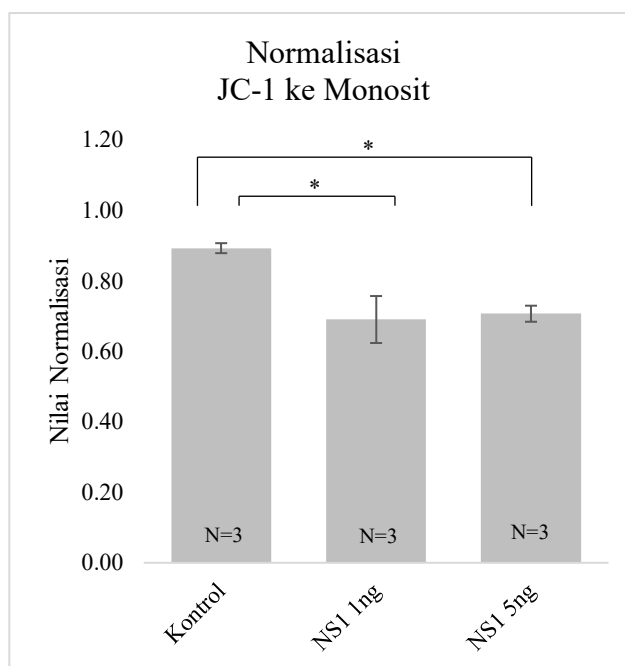 Normalisasi
JC-1 ke Monosit
Nilai Normalisasi
1.20
1.00
0.80
0.60
0.40
0.20
0.00
*
*
N=3
N=3
N=3
Kontrol
NS1 1ng
NS1 5ng